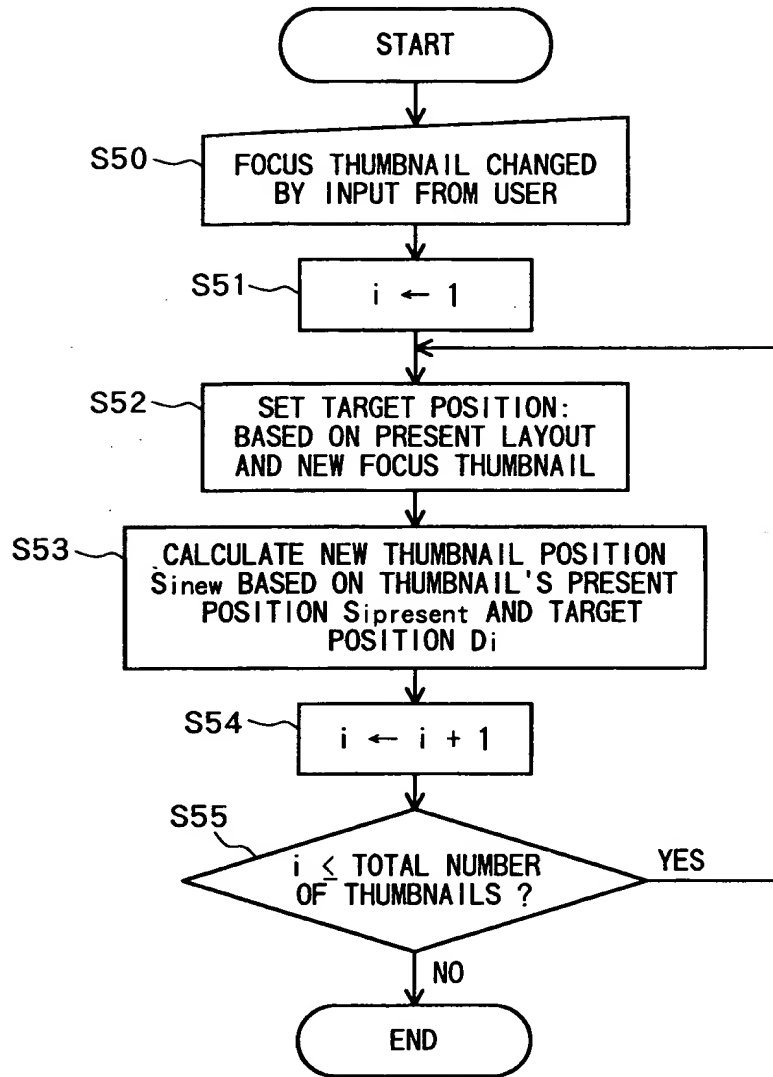 START
S50
FOCUS THUMBNAIL CHANGED
BY INPUT FROM USER
S51
i ← 1
S52
SET TARGET POSITION:
BASED ON PRESENT LAYOUT
AND NEW FOCUS THUMBNAIL
S53
CALCULATE NEW THUMBNAIL POSITION
Sinew BASED ON THUMBNAIL'S PRESENT
POSITION Sipresent AND TARGET
POSITION Di
S54
i ← i + 1
S55
i ≤ TOTAL NUMBER
OF THUMBNAILS ?
YES
NO
END